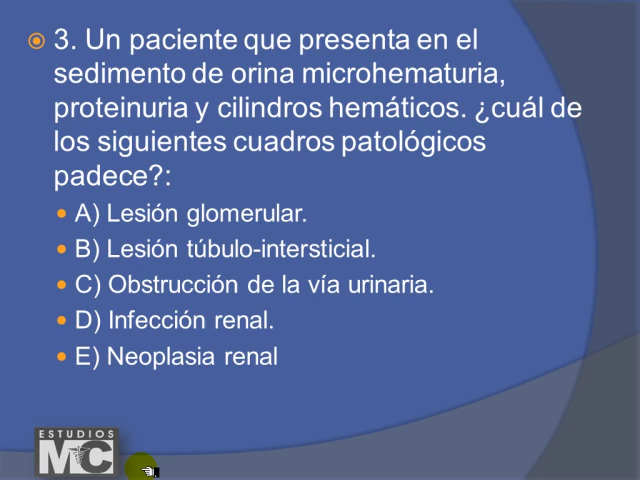 3. Un paciente que presenta en el
sedimento de orina microhematuria,
proteinuria y cilindros hemáticos. ¿cuál de
los siguientes cuadros patológicos
padece?:
A) Lesión glomerular.
B) Lesión túbulo-intersticial.
C) Obstrucción de la vía urinaria.
D) Infección renal.
E) Neoplasia renal
ESTUDIOS
MC